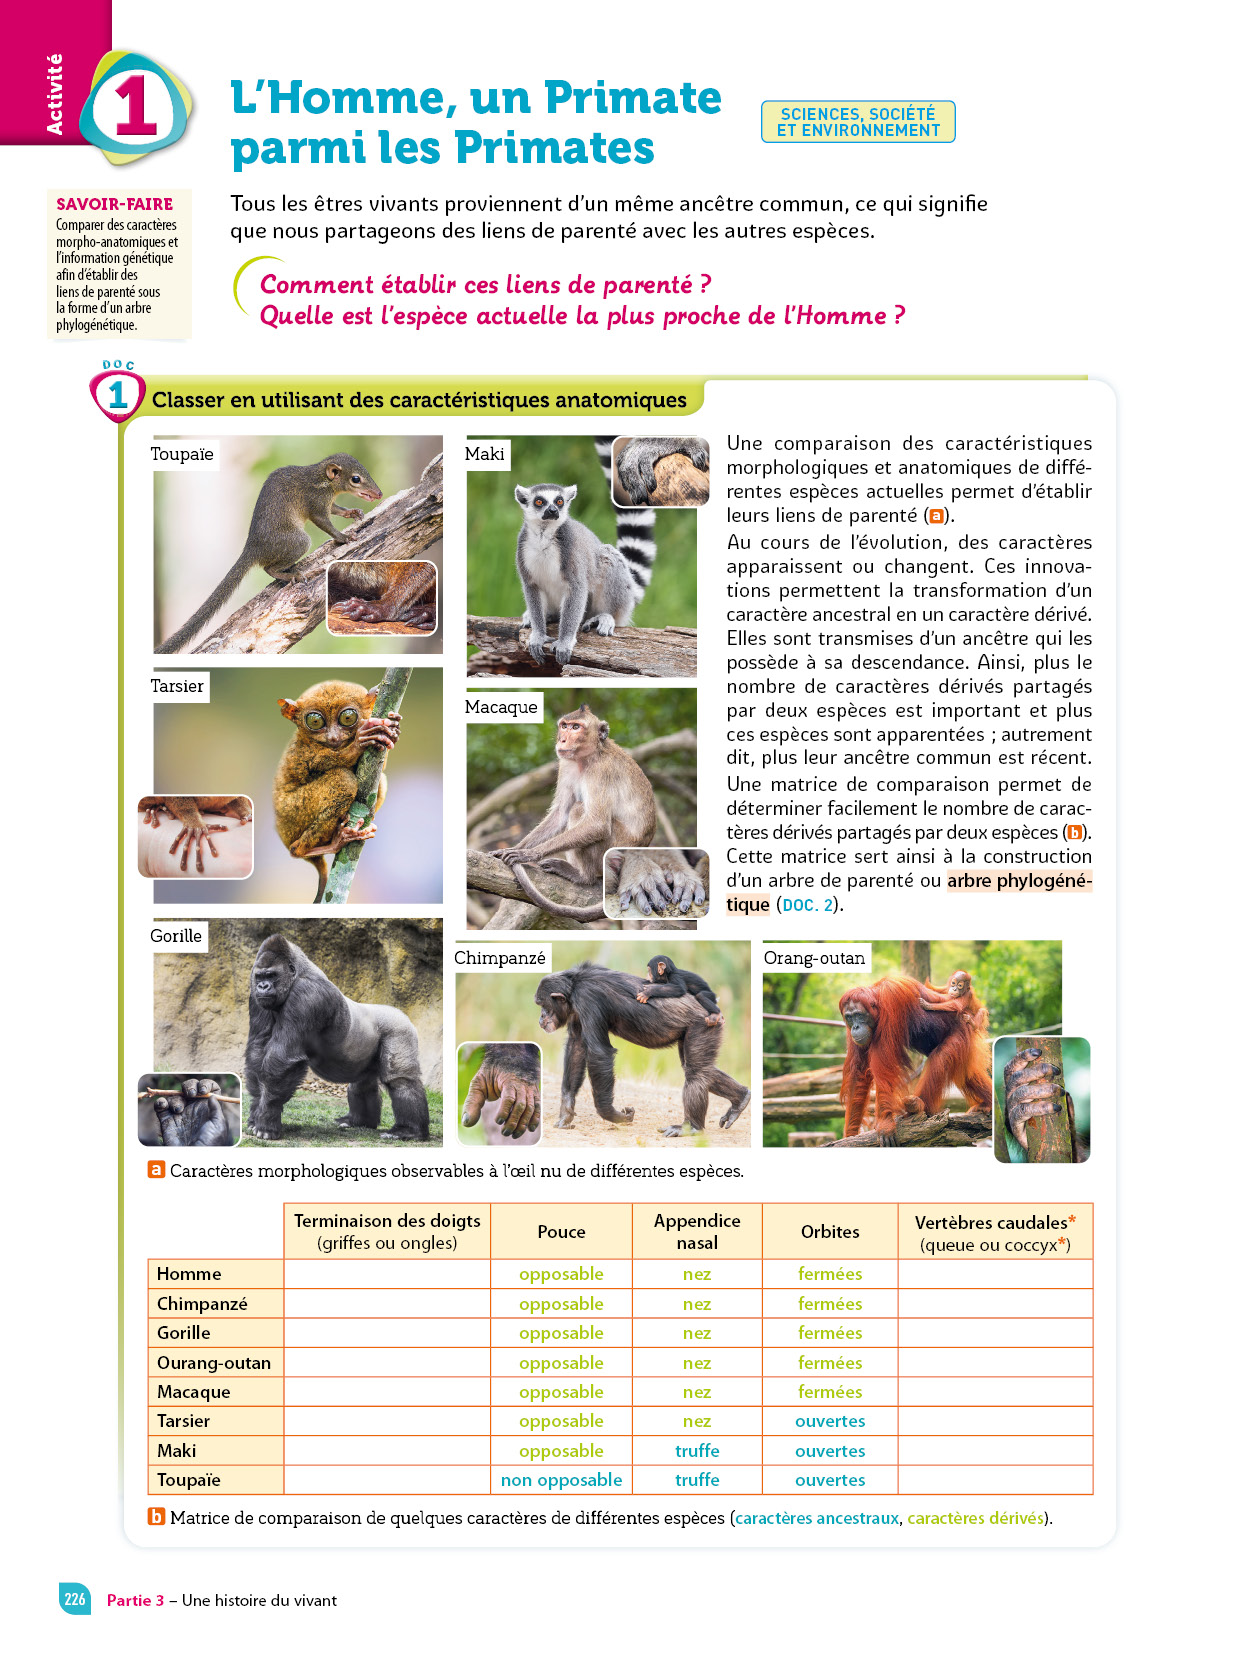 Activité
1
L'Homme, un Primate
parmi les Primates
SCIENCES, SOCIÉTÉ
ET ENVIRONNEMENT
SAVOIR-FAIRE
Comparer des caractères
morpho-anatomiques et
l'information génétique
afin d'établir des
liens de parenté sous
la forme d'un arbre
phylogénétique.
Tous les êtres vivants proviennent d'un même ancêtre commun, ce qui signifie
que nous partageons des liens de parenté avec les autres espèces.
Comment établir ces liens de parenté ?
Quelle est l'espèce actuelle la plus proche de l'Homme ?
DOC
1
Classer en utilisant des caractéristiques anatomiques
Toupaïe
Maki
Tarsier
Macaque
Gorille
Chimpanzé
Orang-outan
Une comparaison des caractéristiques
morphologiques et anatomiques de diffé-
rentes espèces actuelles permet d'établir
leurs liens de parenté (a).
Au cours de l'évolution, des caractères
apparaissent ou changent. Ces innova-
tions permettent la transformation d'un
caractère ancestral en un caractère dérivé.
Elles sont transmises d'un ancêtre qui les
possède à sa descendance. Ainsi, plus le
nombre de caractères dérivés partagés
par deux espèces est important et plus
ces espèces sont apparentées ; autrement
dit, plus leur ancêtre commun est récent.
Une matrice de comparaison permet de
déterminer facilement le nombre de carac-
tères dérivés partagés par deux espèces (b).
Cette matrice sert ainsi à la construction
d'un arbre de parenté ou arbre phylogéné-
tique (DOC. 2).
a Caractères morphologiques observables à l'œil nu de différentes espèces.
Terminaison des doigts (griffes ou ongles) Pouce Appendice nasal Orbites Vertèbres caudales* (queue ou coccyx*)
Homme opposable nez fermées
Chimpanzé opposable nez fermées
Gorille opposable nez fermées
Ourang-outan opposable nez fermées
Macaque opposable nez fermées
Tarsier opposable nez ouvertes
Maki opposable truffe ouvertes
Toupaïe non opposable truffe ouvertes
b Matrice de comparaison de quelques caractères de différentes espèces (caractères ancestraux, caractères dérivés).
226 Partie 3 – Une histoire du vivant